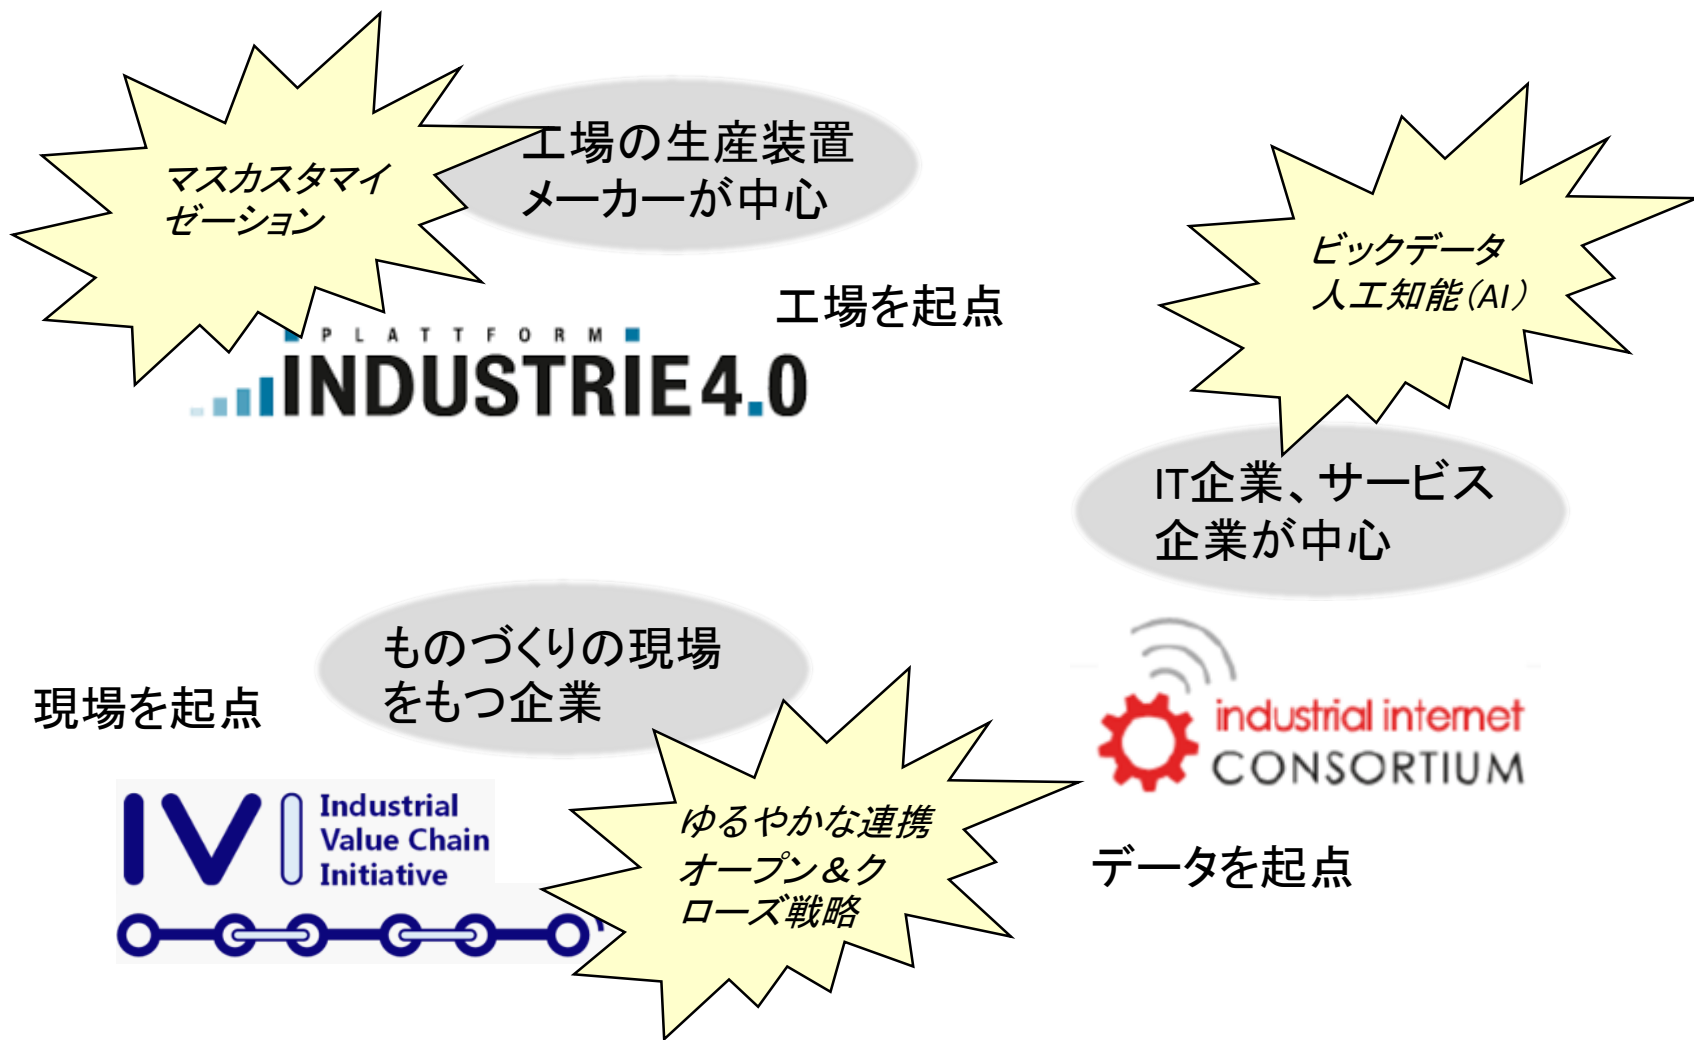 マスカスタマイ
ゼーション
工場の生産装置
メーカーが中心
工場を起点
PLATTFORM
INDUSTRIE4.0
ビックデータ
人工知能(AI)
IT企業、サービス
企業が中心
industrial internet
CONSORTIUM
データを起点
ものづくりの現場
をもつ企業
現場を起点
IVI
Industrial
Value Chain
Initiative
ゆるやかな連携
オープン&ク
ローズ戦略